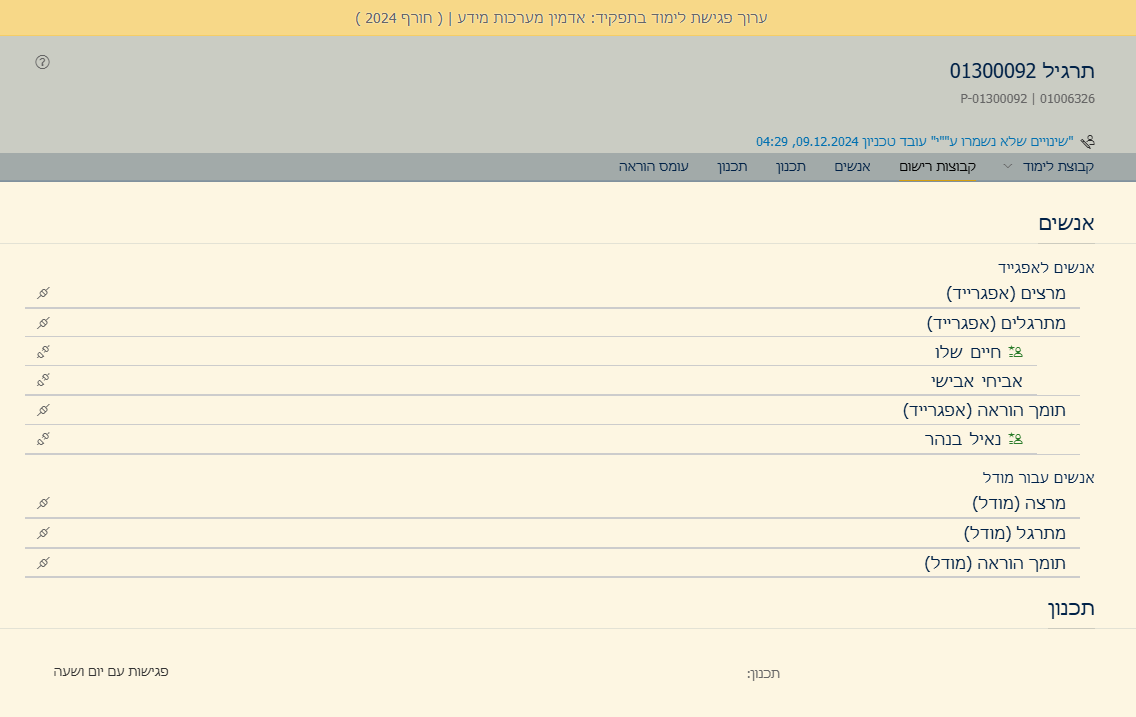 ערוך פגישת לימוד בתפקיד: אדמין מערכות מידע | ( חורף 2024 )
תרגיל 01300092
P-01300092 | 01006326
"שינויים שלא נשמרו ע""י" עובד טכניון 09.12.2024, 04:29
קבוצת לימוד קבוצות רישום אנשים תכנון תכנון עומס הוראה
אנשים
אנשים לאפגייד
מרצים (אפגרייד)
מתרגלים (אפגרייד)
חיים שלו
אביחי אבישי
תומך הוראה (אפגרייד)
נאיל בנהר
אנשים עבור מודל
מרצה (מודל)
מתרגל (מודל)
תומך הוראה (מודל)
תכנון
תכנון: פגישות עם יום ושעה